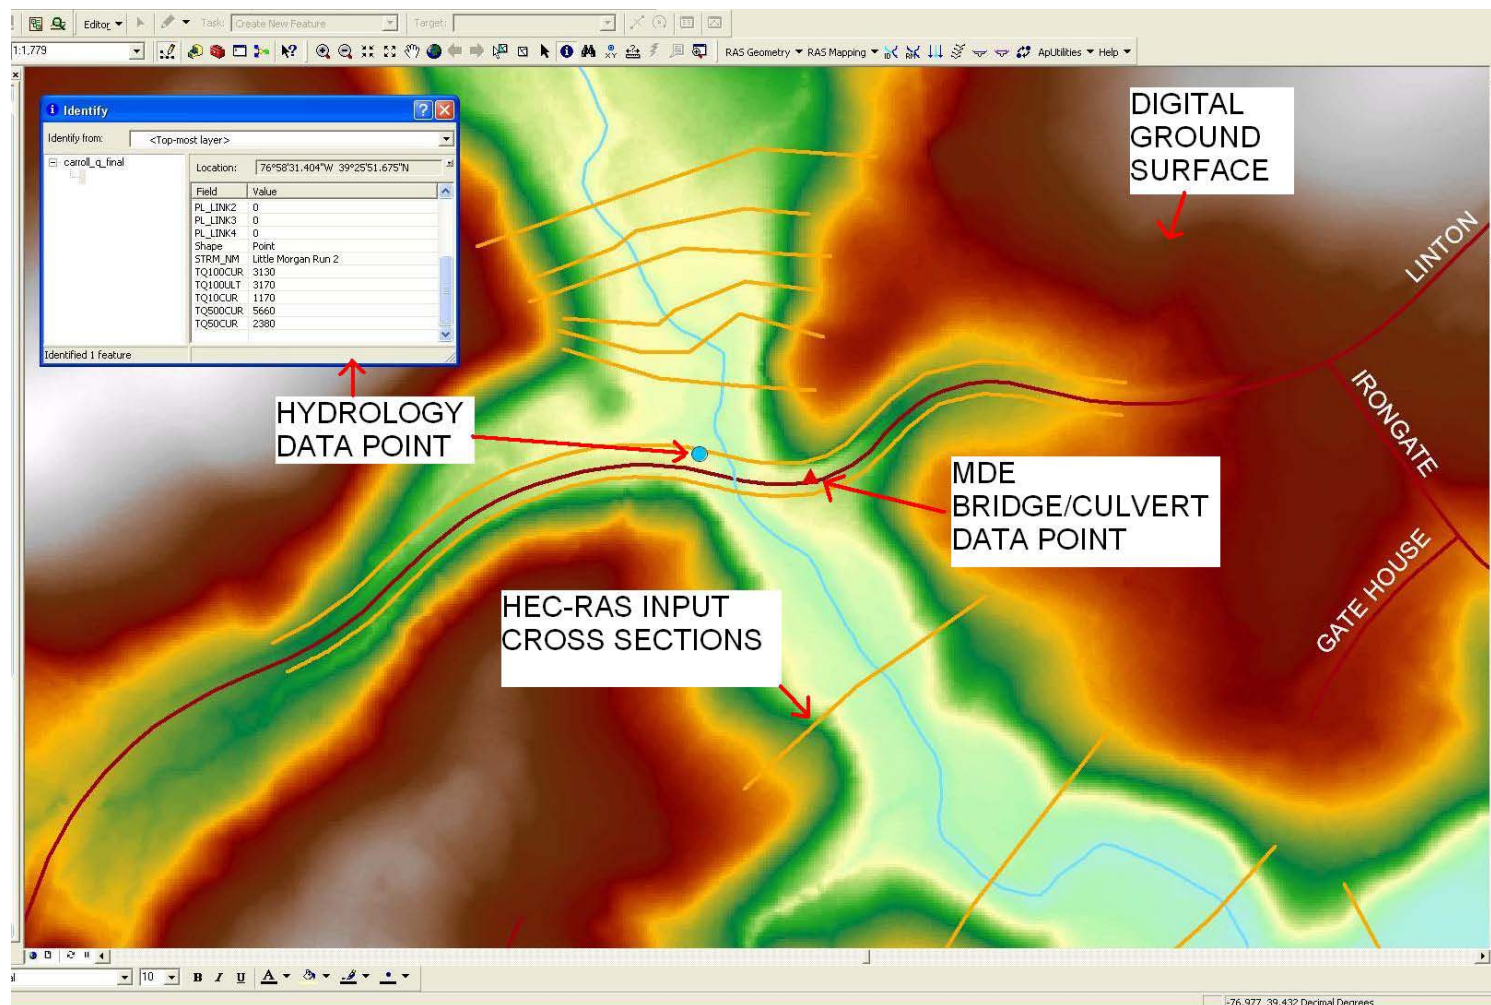 Editor
Task:
Create New Feature
Target:
1:1,779
RAS Geometry
RAS Mapping
ID
RIK
ApUtilities
Help
Identify
Identify from:
<Top-most layer>
carroll_q_final
Location:
76°58'31.404"W 39°25'51.675"N
Field Value
PL_LINK2 0
PL_LINK3 0
PL_LINK4 0
Shape Point
STRM_NM Little Morgan Run 2
TQ100CUR 3130
TQ100ULT 3170
TQ10CUR 1170
TQ500CUR 5660
TQ50CUR 2380
Identified 1 feature
DIGITAL
GROUND
SURFACE
LINTON
HYDROLOGY
DATA POINT
IRONGATE
MDE
BRIDGE/CULVERT
DATA POINT
GATE HOUSE
HEC-RAS INPUT
CROSS SECTIONS
10
B I U A
-76.977 39.432 Decimal Degrees